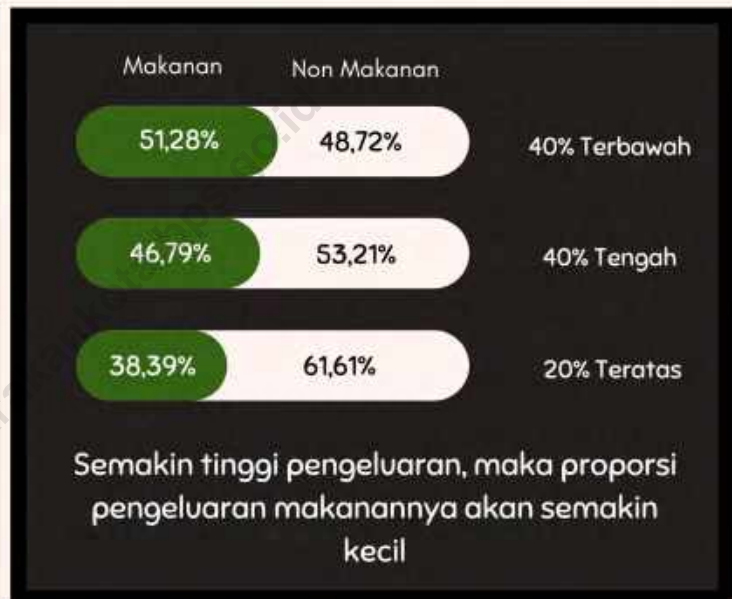 Makanan Non Makanan
51,28% 48,72% 40% Terbawah
46,79% 53,21% 40% Tengah
38,39% 61,61% 20% Teratas
Semakin tinggi pengeluaran, maka proporsi
pengeluaran makanannya akan semakin
kecil